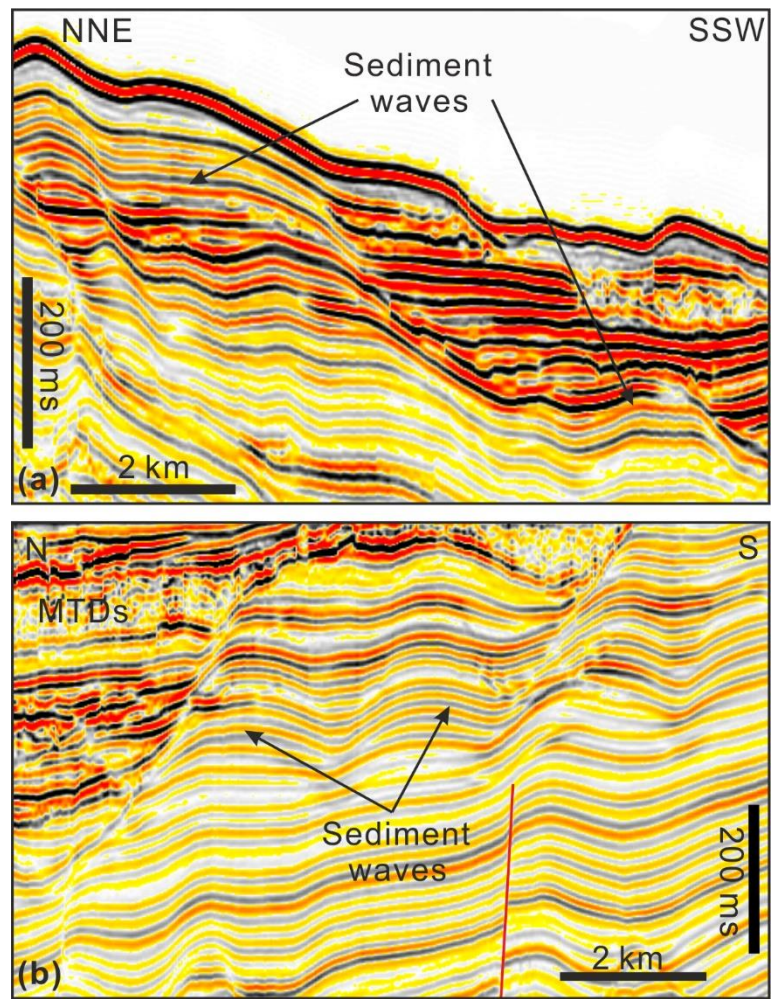 NNE
SSW
Sediment
waves
200 ms
2 km
(a)
N
S
MTDs
Sediment
waves
200 ms
2 km
(b)